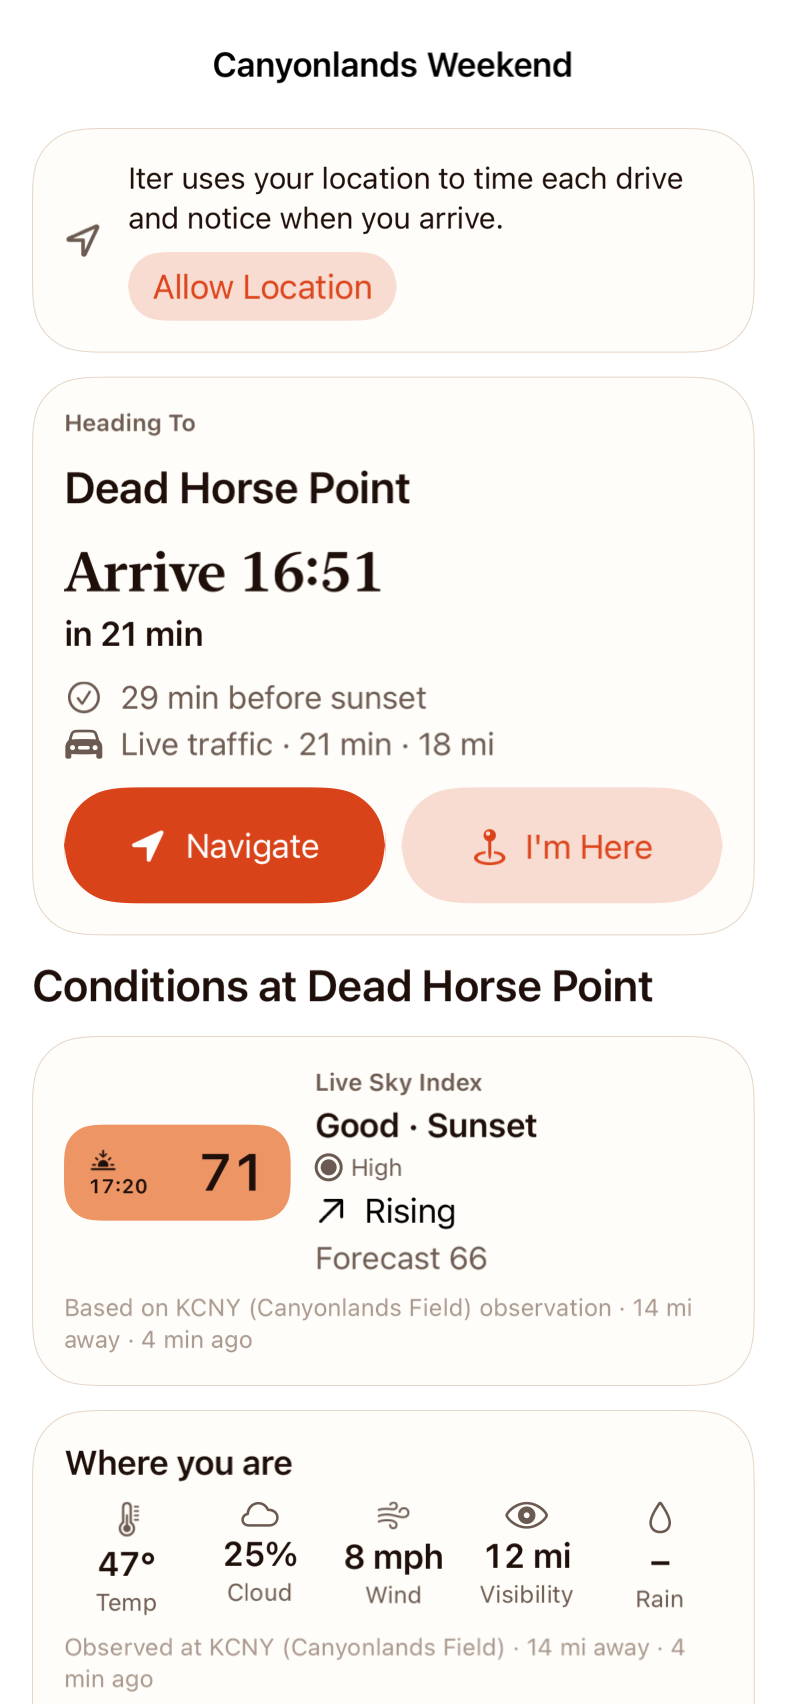 Canyonlands Weekend
Iter uses your location to time each drive
and notice when you arrive.
Allow Location
Heading To
Dead Horse Point
Arrive 16:51
in 21 min
29 min before sunset
Live traffic · 21 min · 18 mi
Navigate
I'm Here
Conditions at Dead Horse Point
17:20
71
Live Sky Index
Good · Sunset
High
Rising
Forecast 66
Based on KCNY (Canyonlands Field) observation · 14 mi
away · 4 min ago
Where you are
47° 25% 8 mph 12 mi –
Temp Cloud Wind Visibility Rain
Observed at KCNY (Canyonlands Field) · 14 mi away · 4
min ago